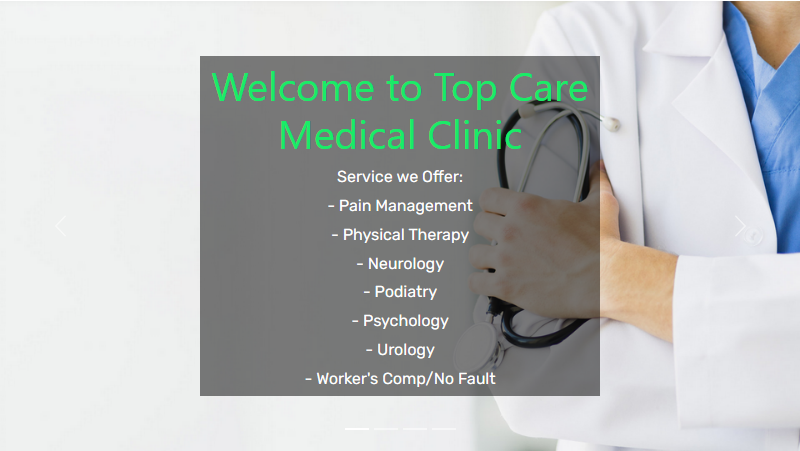 Welcome to Top Care
Medical Clinic
Service we Offer:
- Pain Management
- Physical Therapy
- Neurology
- Podiatry
- Psychology
- Urology
- Worker's Comp/No Fault